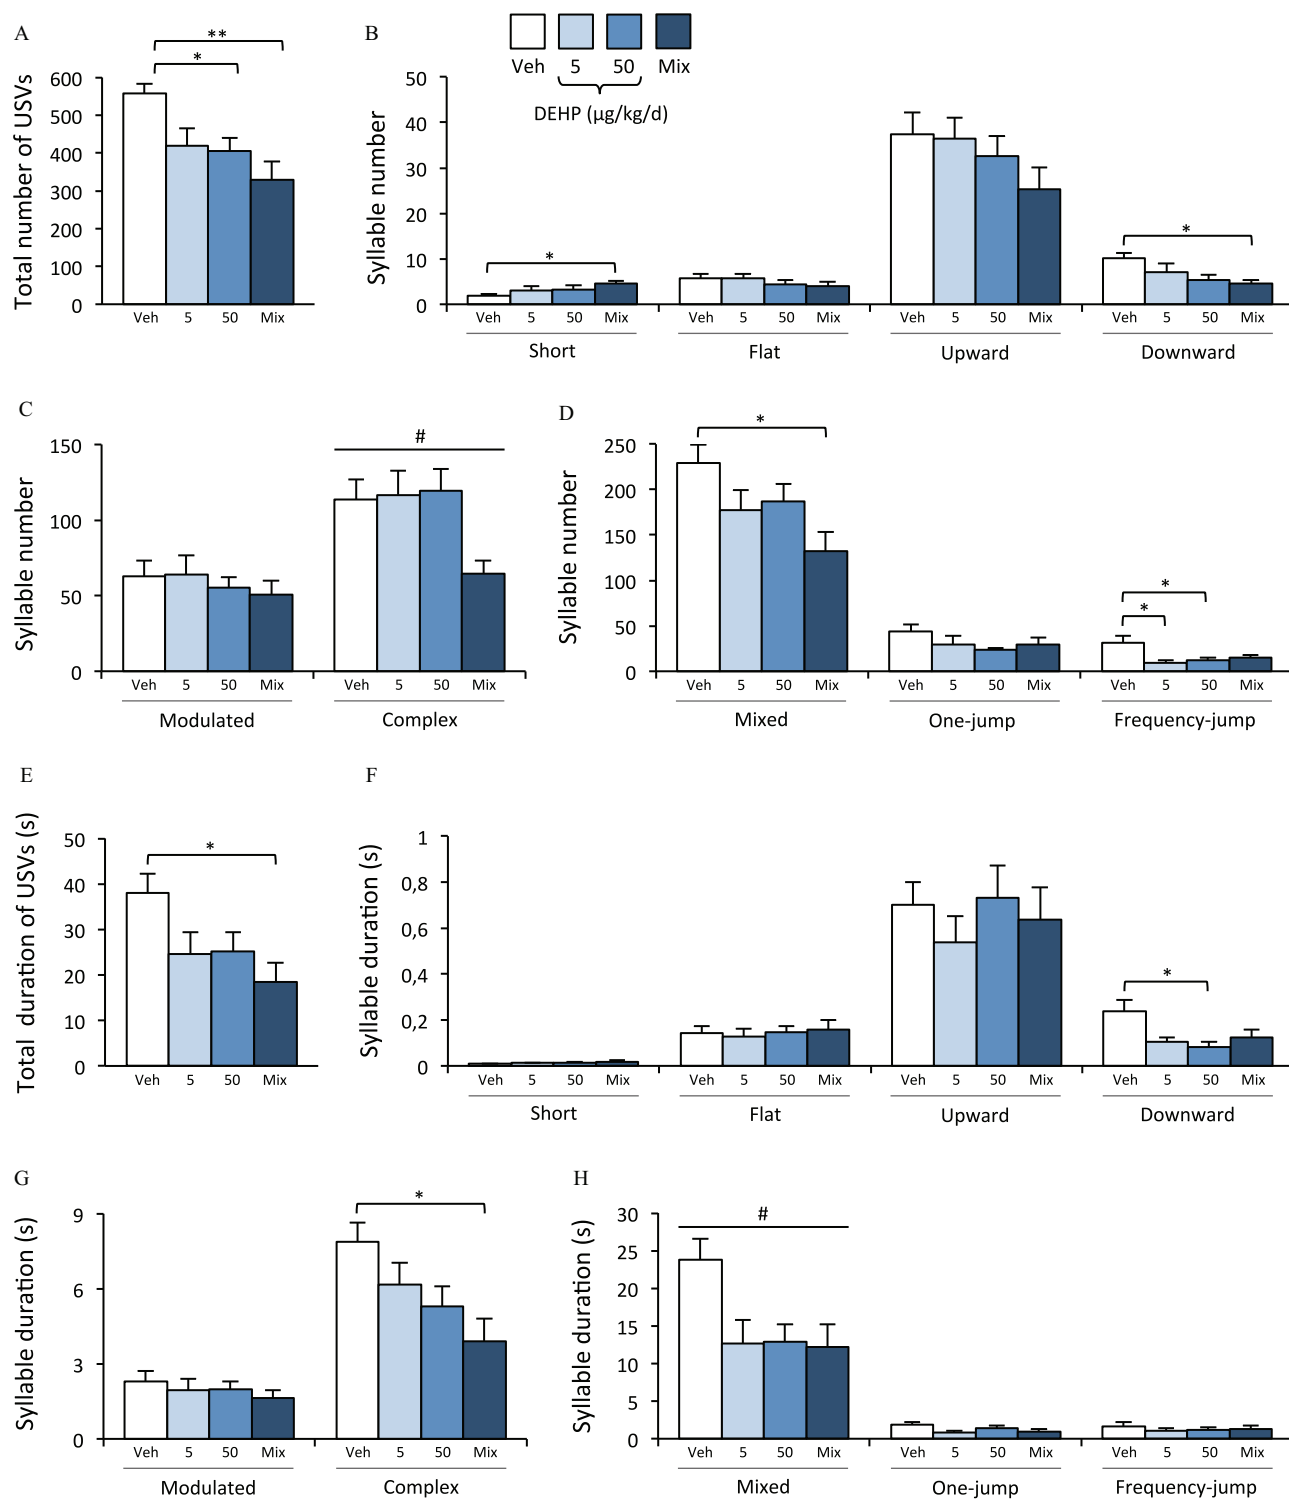 A
Total number of USVs
600
500
400
300
200
100
0
**
*
Veh 5 50 Mix
B
Veh 5 50 Mix
DEHP (µg/kg/d)
Syllable number
50
40
30
20
10
0
*
*
Veh 5 50 Mix Veh 5 50 Mix Veh 5 50 Mix Veh 5 50 Mix
Short Flat Upward Downward
C
Syllable number
150
100
50
0
#
Veh 5 50 Mix Veh 5 50 Mix
Modulated Complex
D
Syllable number
250
200
150
100
50
0
*
*
*
Veh 5 50 Mix Veh 5 50 Mix Veh 5 50 Mix
Mixed One-jump Frequency-jump
E
Total duration of USVs (s)
50
40
30
20
10
0
*
Veh 5 50 Mix
F
Syllable duration (s)
1
0,8
0,6
0,4
0,2
0
*
Veh 5 50 Mix Veh 5 50 Mix Veh 5 50 Mix Veh 5 50 Mix
Short Flat Upward Downward
G
Syllable duration (s)
9
6
3
0
*
Veh 5 50 Mix Veh 5 50 Mix
Modulated Complex
H
Syllable duration (s)
30
25
20
15
10
5
0
#
Veh 5 50 Mix Veh 5 50 Mix Veh 5 50 Mix
Mixed One-jump Frequency-jump